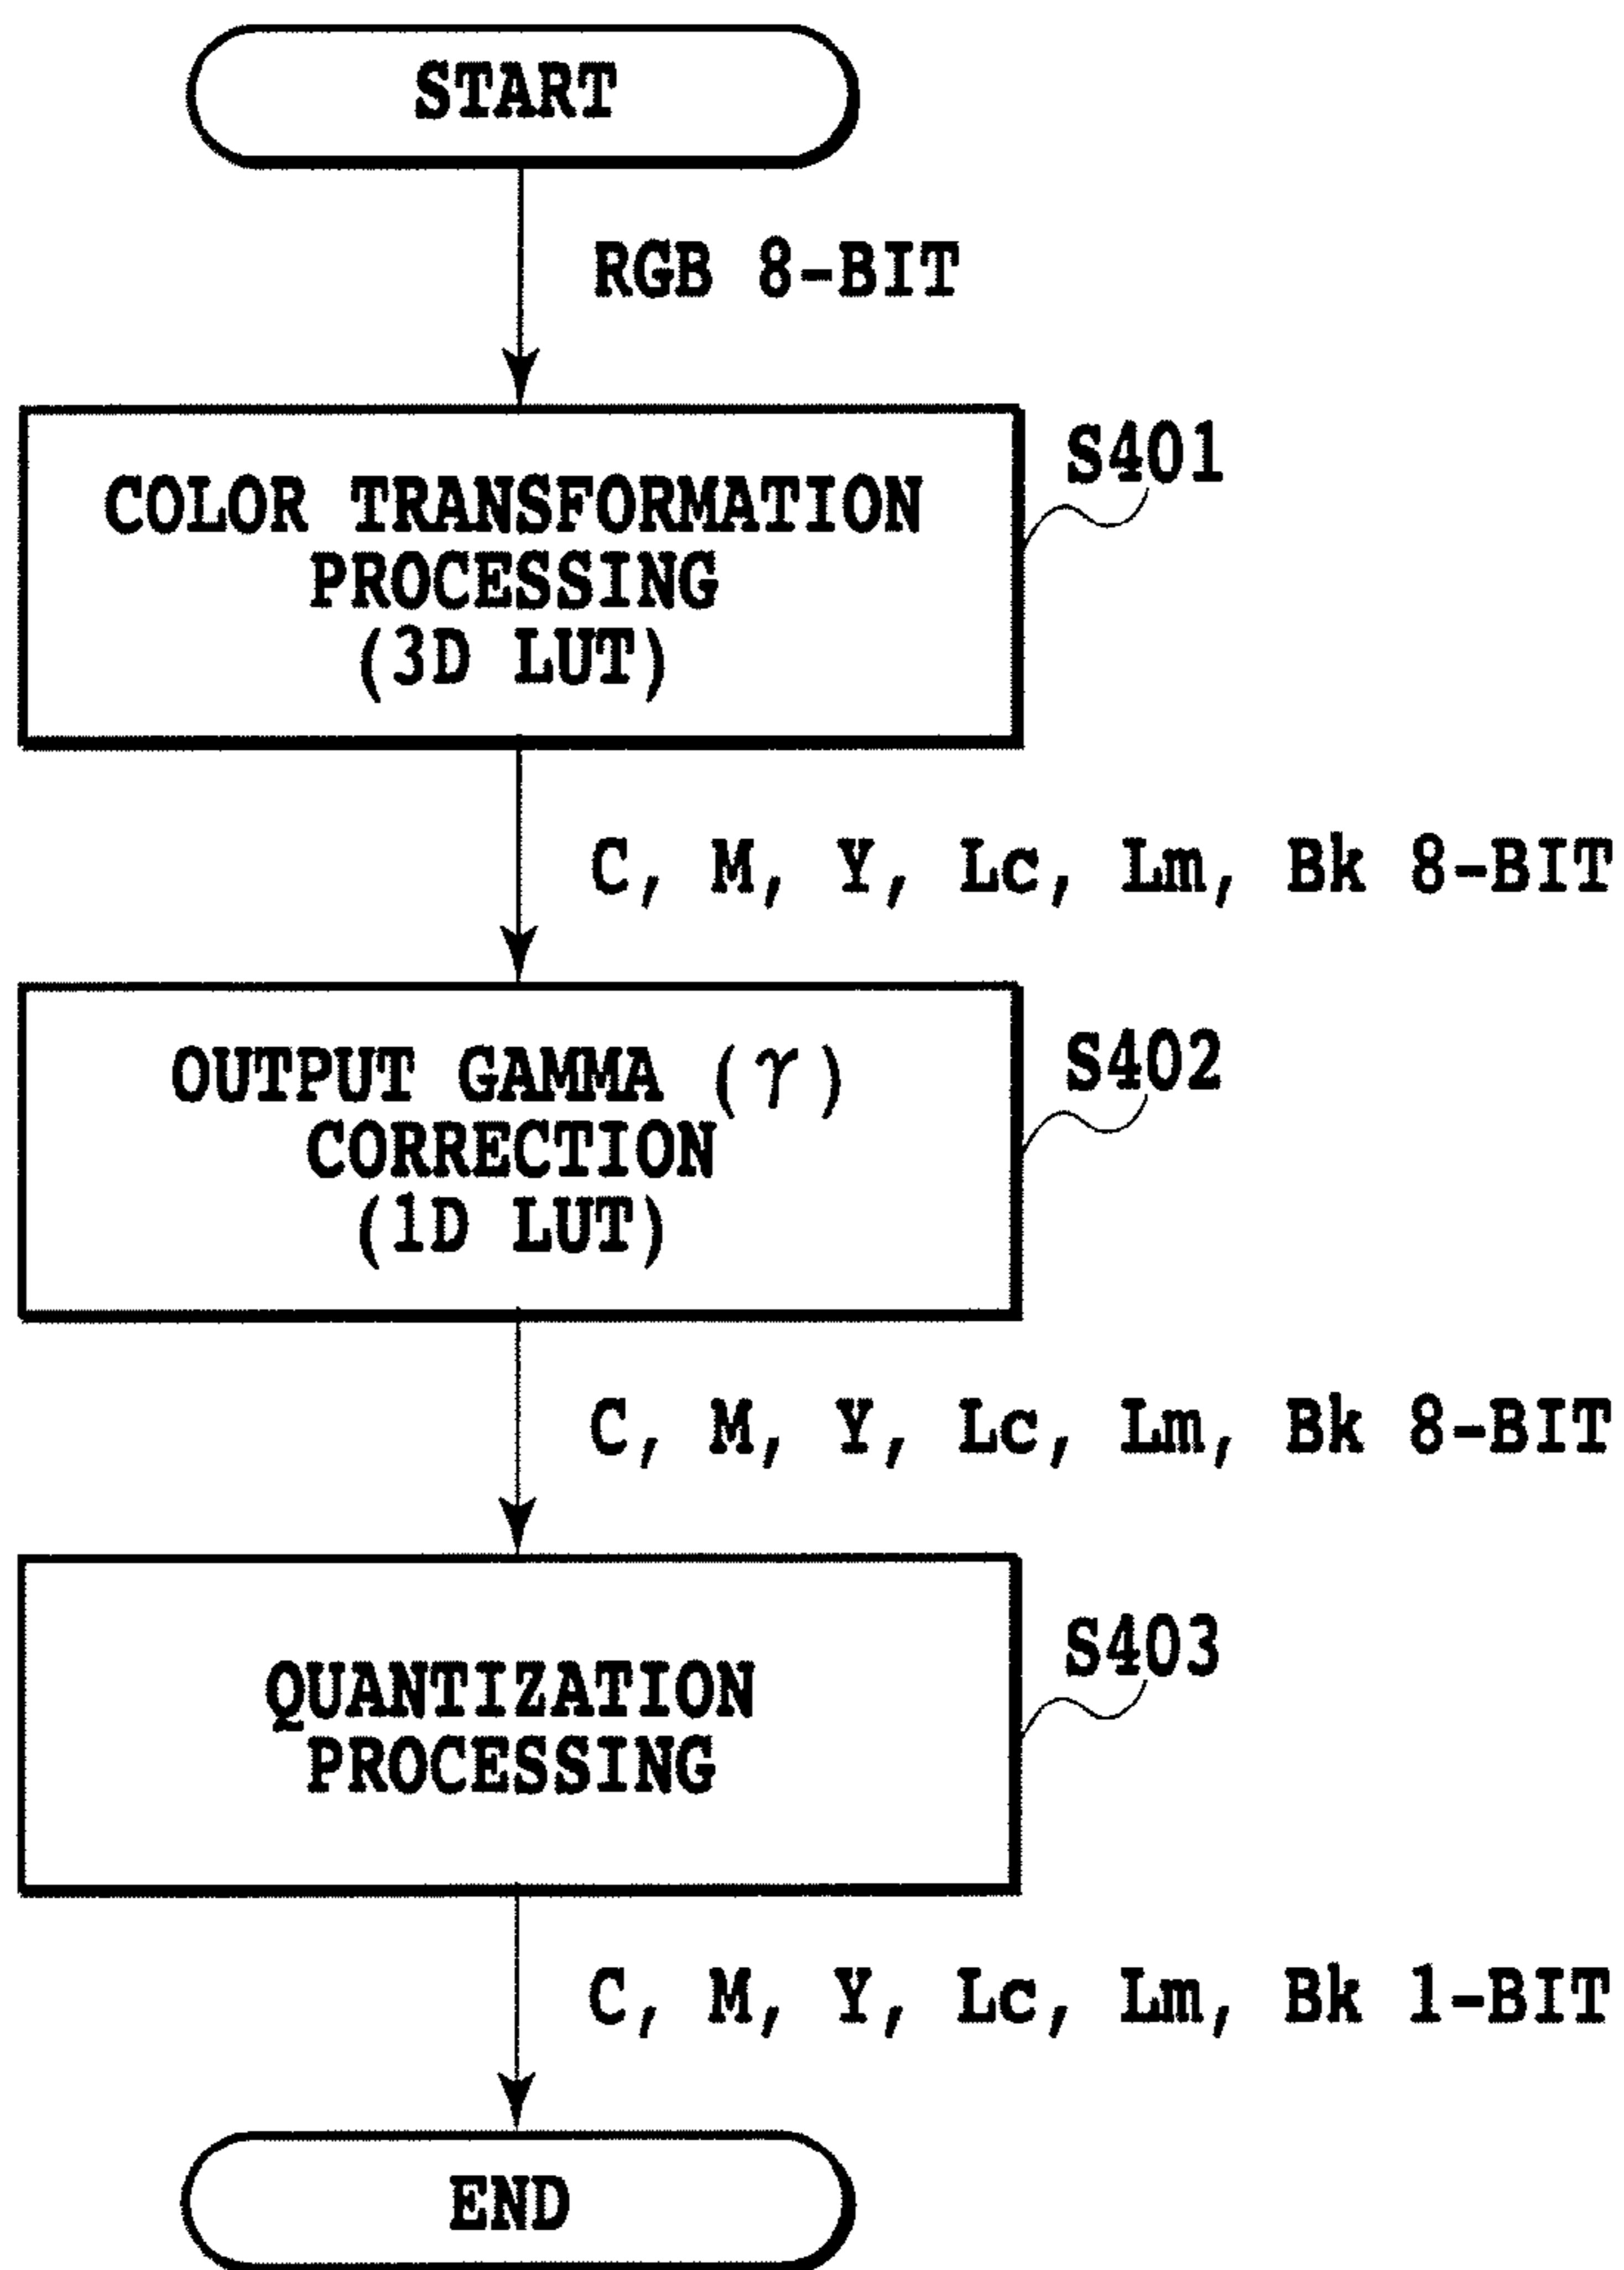 START
RGB 8-BIT
S401
COLOR TRANSFORMATION
PROCESSING
(3D LUT)
C, M, Y, Lc, Lm, Bk 8-BIT
S402
OUTPUT GAMMA (γ)
CORRECTION
(1D LUT)
C, M, Y, Lc, Lm, Bk 8-BIT
S403
QUANTIZATION
PROCESSING
C, M, Y, Lc, Lm, Bk 1-BIT
END